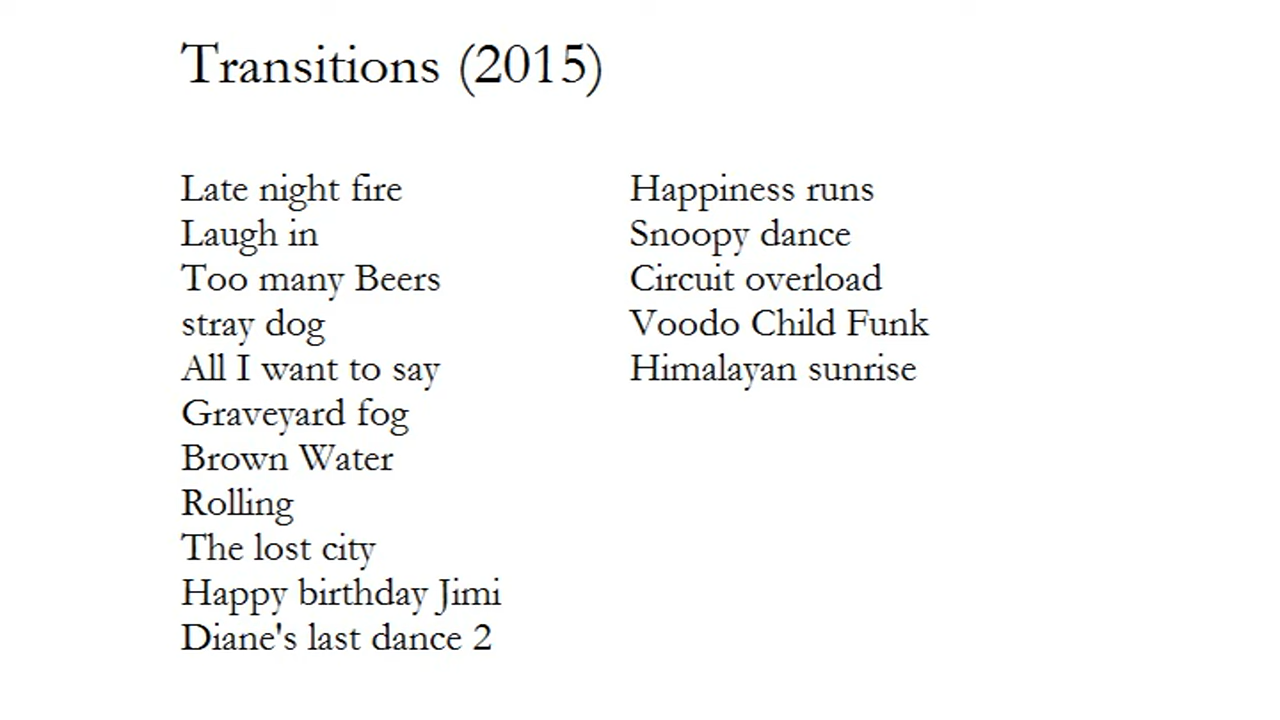 Transitions (2015)
Late night fire
Laugh in
Too many Beers
stray dog
All I want to say
Graveyard fog
Brown Water
Rolling
The lost city
Happy birthday Jimi
Diane's last dance 2
Happiness runs
Snoopy dance
Circuit overload
Voodo Child Funk
Himalayan sunrise